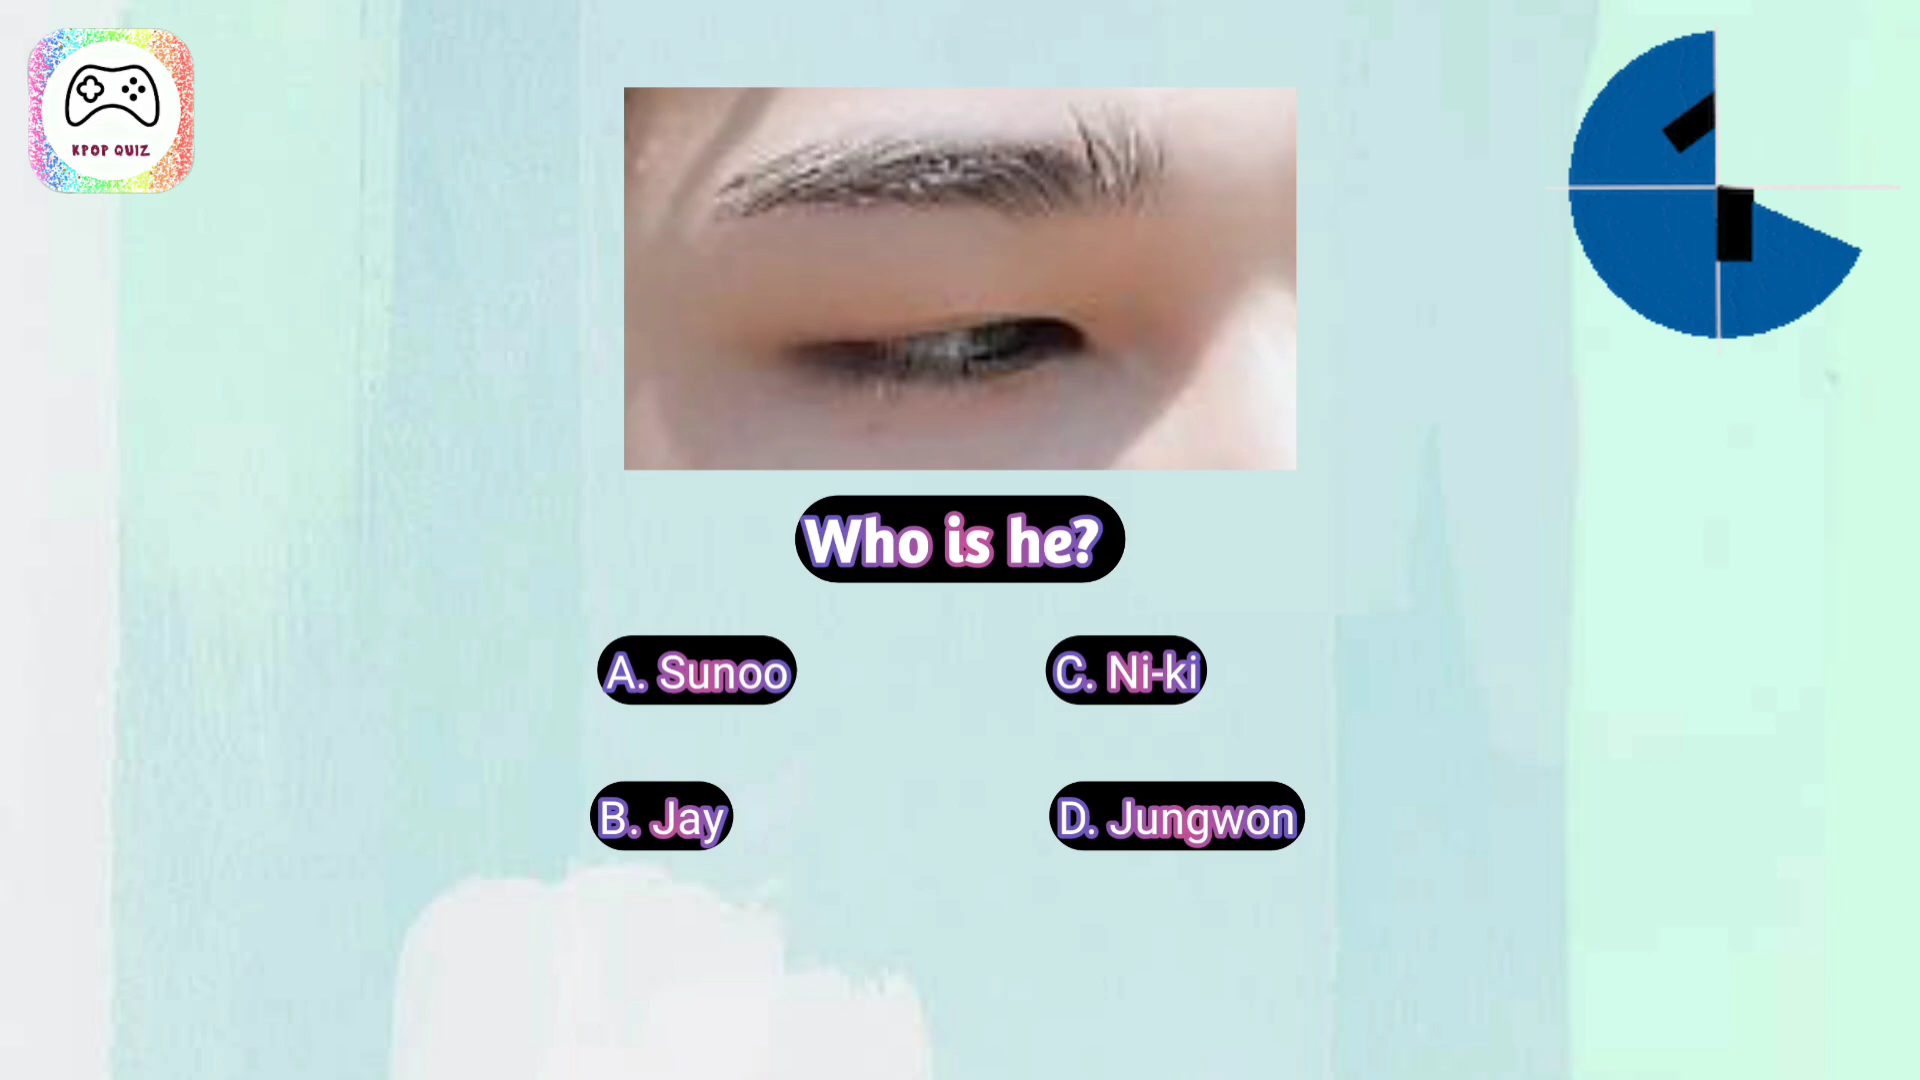 KPOP QUIZ
Who is he?
A. Sunoo
C. Ni-ki
B. Jay
D. Jungwon